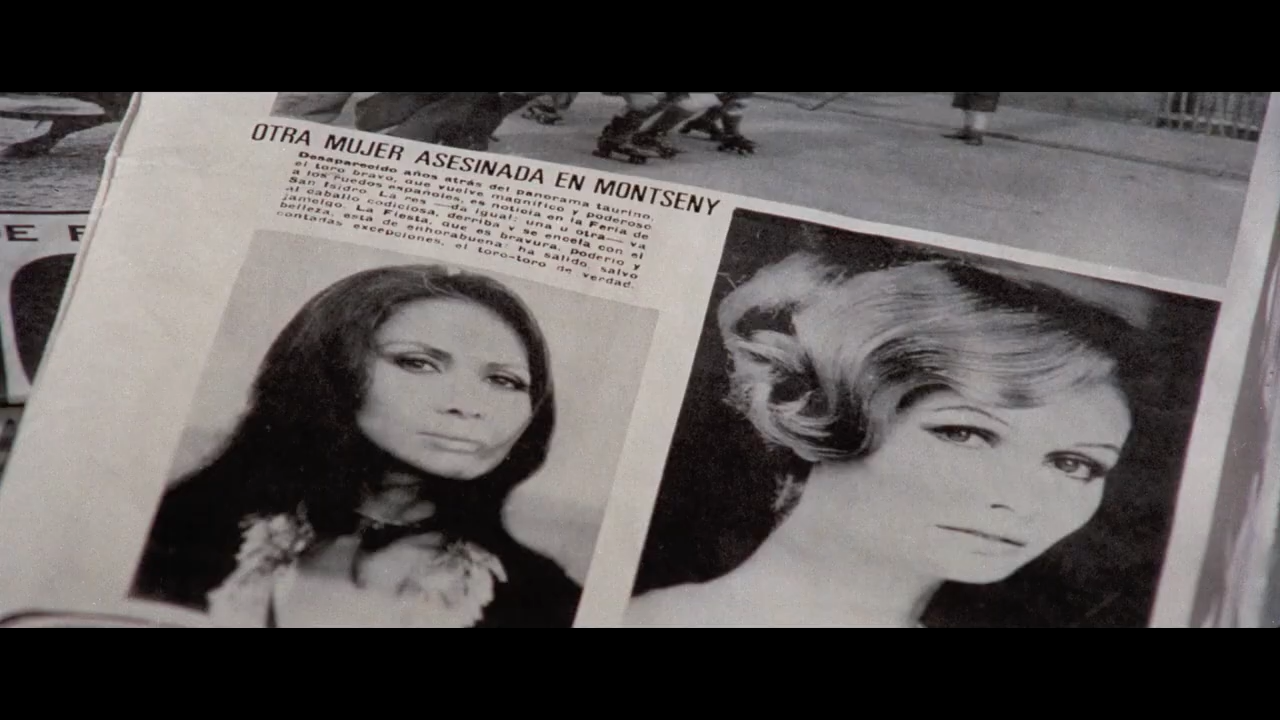 OTRA MUJER ASESINADA EN MONTSENY
Desaparecido años atrás del panorama taurino,
el toro bravo, que vuelve magnífico y poderoso
a los ruedos españoles, es noticia en la Feria de
San Isidro. La res —da igual: una u otra— va
al caballo codiciosa, derriba y se encela con el
jamelgo. La Fiesta, que es bravura, poderío y
belleza, está de enhorabuena: ha salido, salvo
contadas excepciones, el toro-toro de verdad.
DE